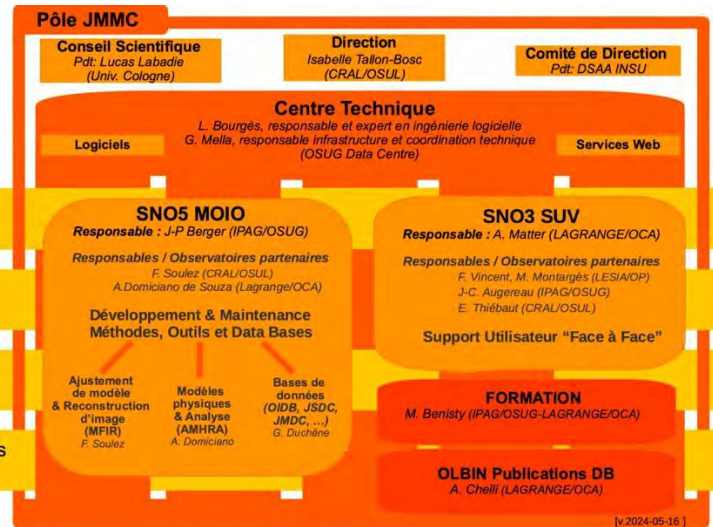 Pôle JMMC
Conseil Scientifique
Pdt: Lucas Labadie
(Univ. Cologne)
Direction
Isabelle Tallon-Bosc
(CRAL/OSUL)
Comité de Direction
Pdt: DSAA INSU
Centre Technique
L. Bourgès, responsable et expert en ingénierie logicielle
G. Mella, responsable infrastructure et coordination technique
(OSUG Data Centre)
Logiciels
Services Web
SNO5 MOIO
Responsable : J-P Berger (IPAG/OSUG)
Responsables / Observatoires partenaires
F. Soulez (CRAL/OSUL)
A.Domiciano de Souza (Lagrange/OCA)
Développement & Maintenance
Méthodes, Outils et Data Bases
Ajustement
de modèle
& Reconstruction
d'image
(MFIR)
F. Soulez
Modèles
physiques
& Analyse
(AMHRA)
A. Domiciano
Bases de
données
(OIDB, JSDC,
JMDC, ...)
G. Duchêne
SNO3 SUV
Responsable : A. Matter (LAGRANGE/OCA)
Responsables / Observatoires partenaires
F. Vincent, M. Montargès (LESIA/OP)
J-C. Augereau (IPAG/OSUG)
E. Thiébaut (CRAL/OSUL)
Support Utilisateur "Face à Face"
FORMATION
M. Benisty (IPAG/OSUG-LAGRANGE/OCA)
OLBIN Publications DB
A. Chelli (LAGRANGE/OCA)
s
[v.2024-05-16 ]